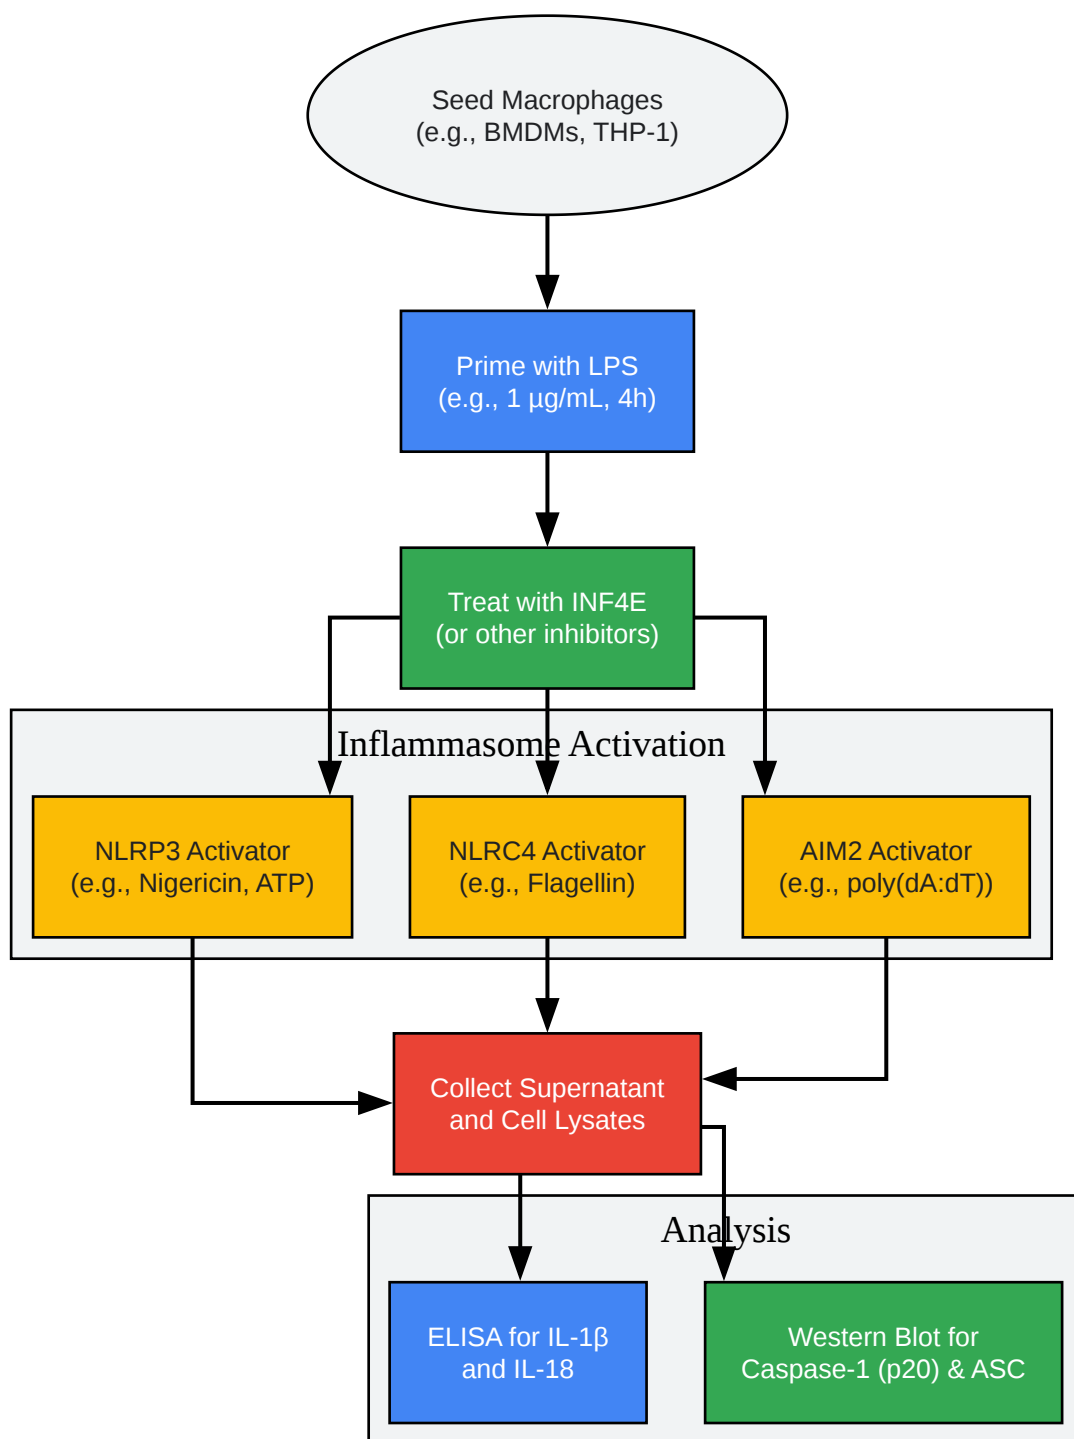 Seed Macrophages
(e.g., BMDMs, THP-1)
Prime with LPS
(e.g., 1 µg/mL, 4h)
Treat with INF4E
(or other inhibitors)
Inflammasome Activation
NLRP3 Activator
(e.g., Nigericin, ATP)
NLRC4 Activator
(e.g., Flagellin)
AIM2 Activator
(e.g., poly(dA:dT))
Collect Supernatant
and Cell Lysates
Analysis
ELISA for IL-1β
and IL-18
Western Blot for
Caspase-1 (p20) & ASC